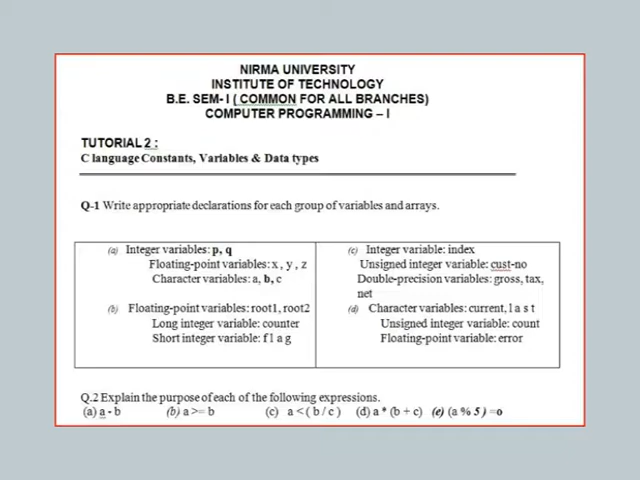 NIRMA UNIVERSITY
INSTITUTE OF TECHNOLOGY
B.E. SEM- I ( COMMON FOR ALL BRANCHES)
COMPUTER PROGRAMMING – I
TUTORIAL 2 :
C language Constants, Variables & Data types
Q-1 Write appropriate declarations for each group of variables and arrays.
(a) Integer variables: p, q
Floating-point variables: x , y , z
Character variables: a, b, c
(b) Floating-point variables: root1, root2
Long integer variable: counter
Short integer variable: f l a g
(c) Integer variable: index
Unsigned integer variable: cust-no
Double-precision variables: gross, tax,
net
(d) Character variables: current, l a s t
Unsigned integer variable: count
Floating-point variable: error
Q.2 Explain the purpose of each of the following expressions.
(a) a - b (b) a >= b (c) a < ( b / c ) (d) a * (b + c) (e) (a % 5 ) =o